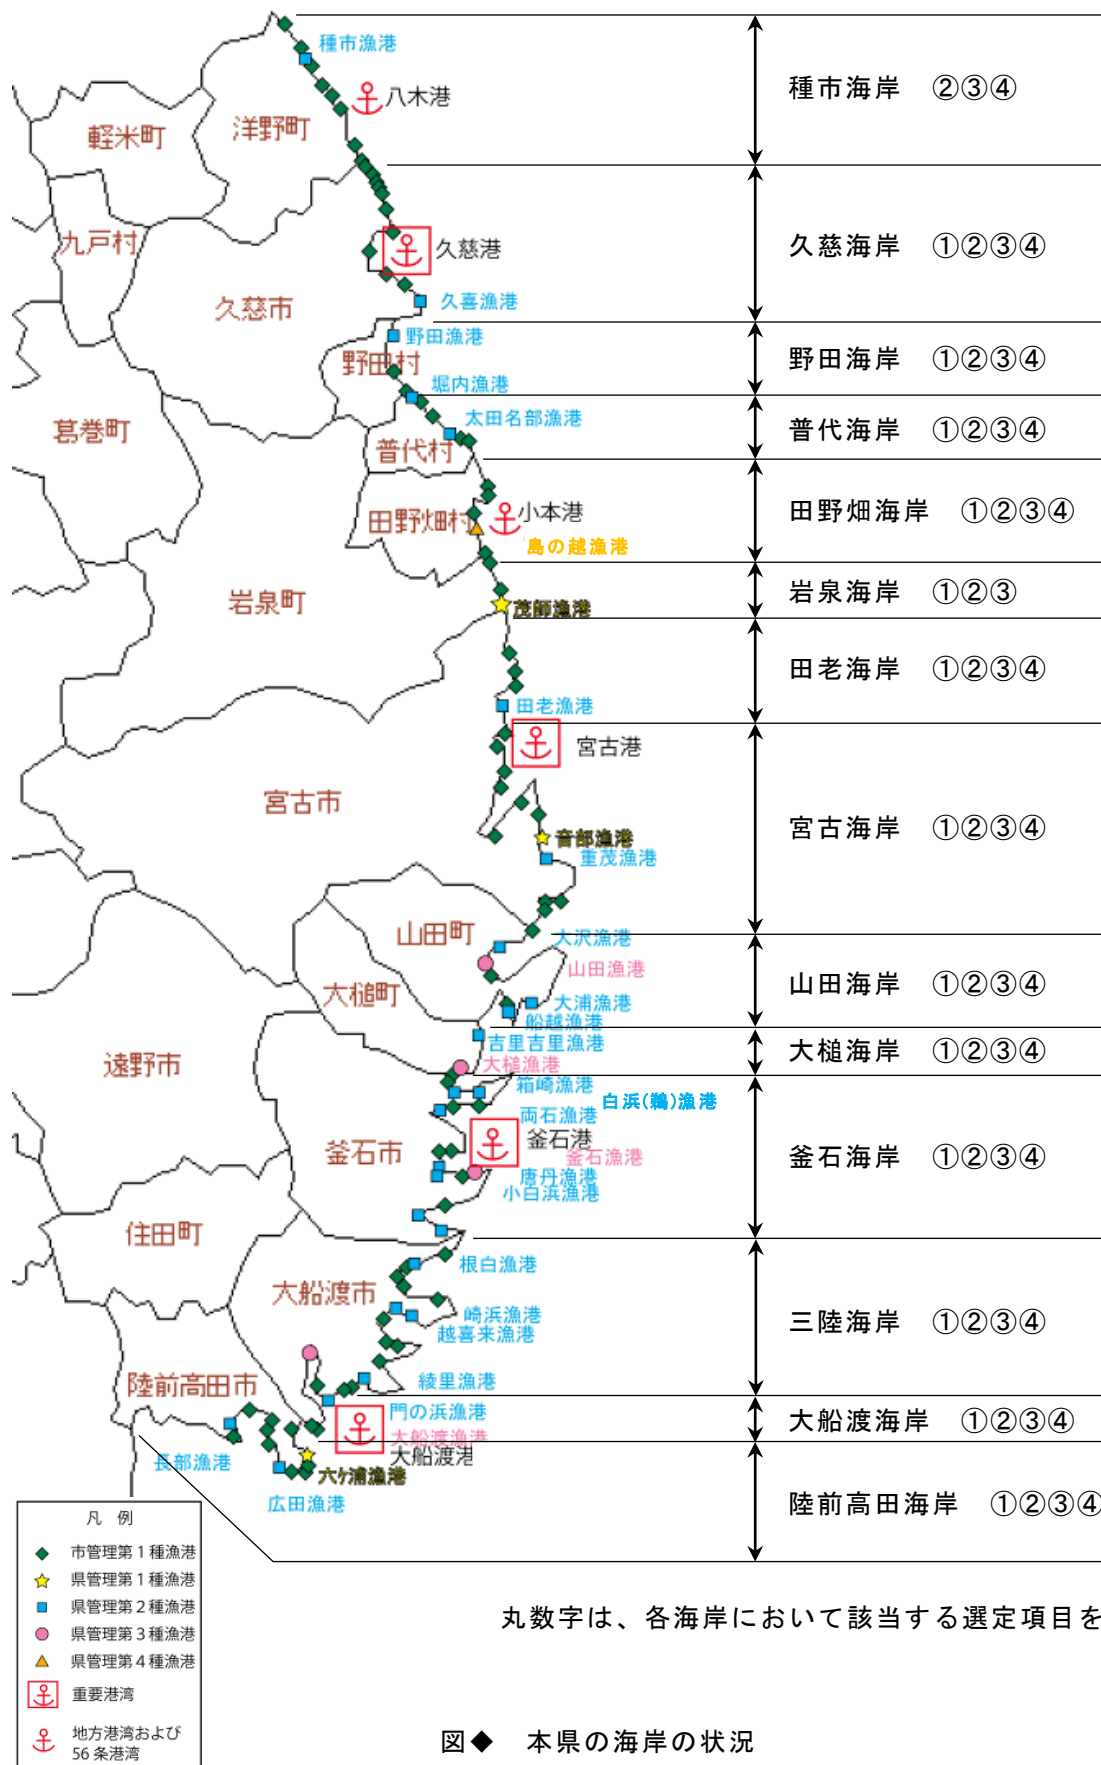 種市漁港
八木港
種市海岸 ②③④
洋野町
軽米町
九戸村
久慈港
久慈海岸 ①②③④
久慈市
久喜漁港
野田漁港
野田村
野田海岸 ①②③④
堀内漁港
太田名部漁港
普代村
普代海岸 ①②③④
葛巻町
田野畑村
小本港
島の越漁港
田野畑海岸 ①②③④
岩泉町
茂師漁港
岩泉海岸 ①②③
田老漁港
田老海岸 ①②③④
宮古港
宮古市
音部漁港
重茂漁港
宮古海岸 ①②③④
山田町
大沢漁港
山田漁港
大浦漁港
船越漁港
山田海岸 ①②③④
大槌町
吉里吉里漁港
大槌漁港
大槌海岸 ①②③④
遠野市
箱崎漁港
白浜(鵜)漁港
両石漁港
釜石港
釜石漁港
釜石市
唐丹漁港
小白浜漁港
釜石海岸 ①②③④
住田町
根白漁港
大船渡市
崎浜漁港
越喜来漁港
三陸海岸 ①②③④
綾里漁港
陸前高田市
門の浜漁港
大船渡漁港
大船渡港
大船渡海岸 ①②③④
長部漁港
六ケ浦漁港
広田漁港
陸前高田海岸 ①②③④
凡 例
市管理第1種漁港
県管理第1種漁港
県管理第2種漁港
県管理第3種漁港
県管理第4種漁港
重要港湾
地方港湾および
56条港湾
丸数字は、各海岸において該当する選定項目を
図◆ 本県の海岸の状況